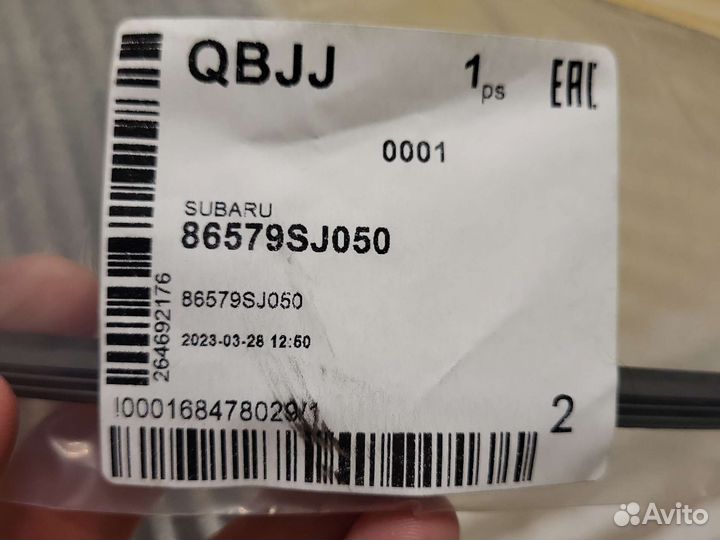 QBJJ 1ps EAC
0001
SUBARU
86579SJ050
86579SJ050
2023-03-28 12:50
264692176
!000168478029/1
2
Avito